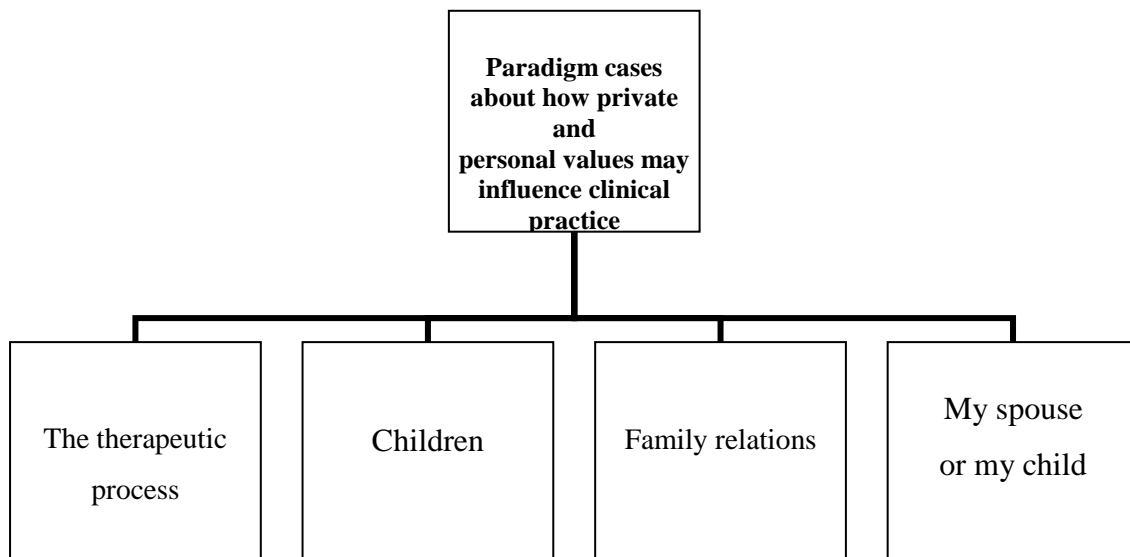 Paradigm cases
about how private
and
personal values may
influence clinical
practice
The therapeutic
process
Children
Family relations
My spouse
or my child